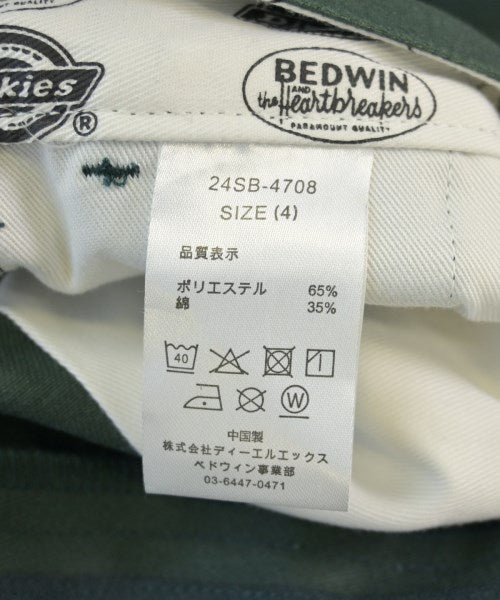 kies
®
BEDWIN
AND
the Heartbreakers
PARAMOUNT QUALITY
24SB-4708
SIZE (4)
品質表示
ポリエステル 65%
綿 35%
40
W
中国製
株式会社ディーエルエックス
ベドウィン事業部
03-6447-0471